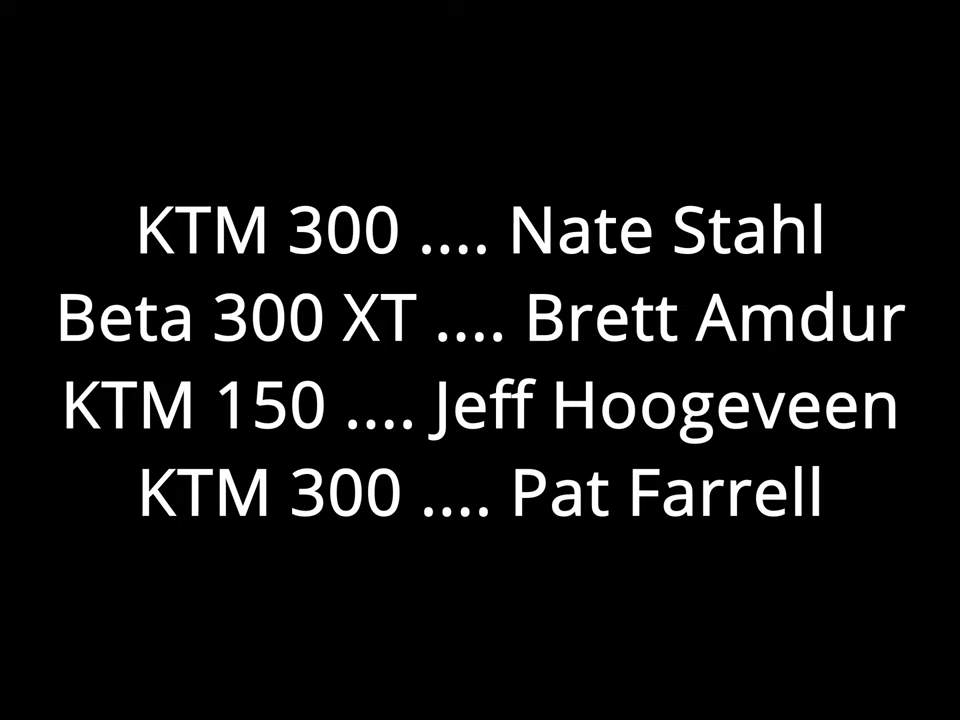 KTM 300 .... Nate Stahl
Beta 300 XT .... Brett Amdur
KTM 150 .... Jeff Hoogeveen
KTM 300 .... Pat Farrell